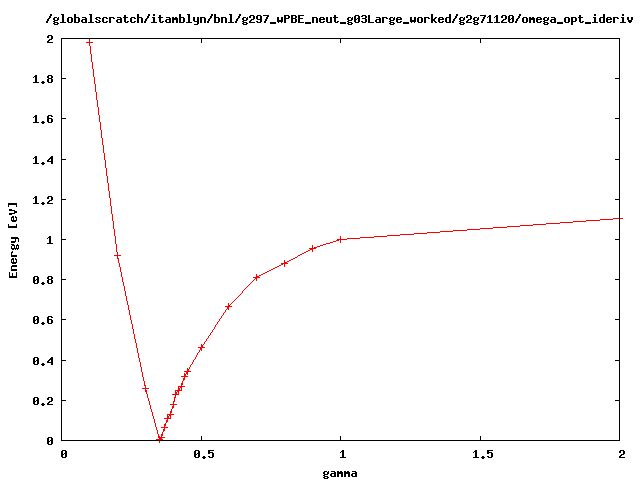 /globalscratch/itamblyn/bnl/g297_wPBE_neut_g03Large_worked/g2g71120/omega_opt_ideriv
2
1.8
1.6
1.4
1.2
1
0.8
0.6
0.4
0.2
0
Energy [eV]
0 0.5 1 1.5 2
gamma